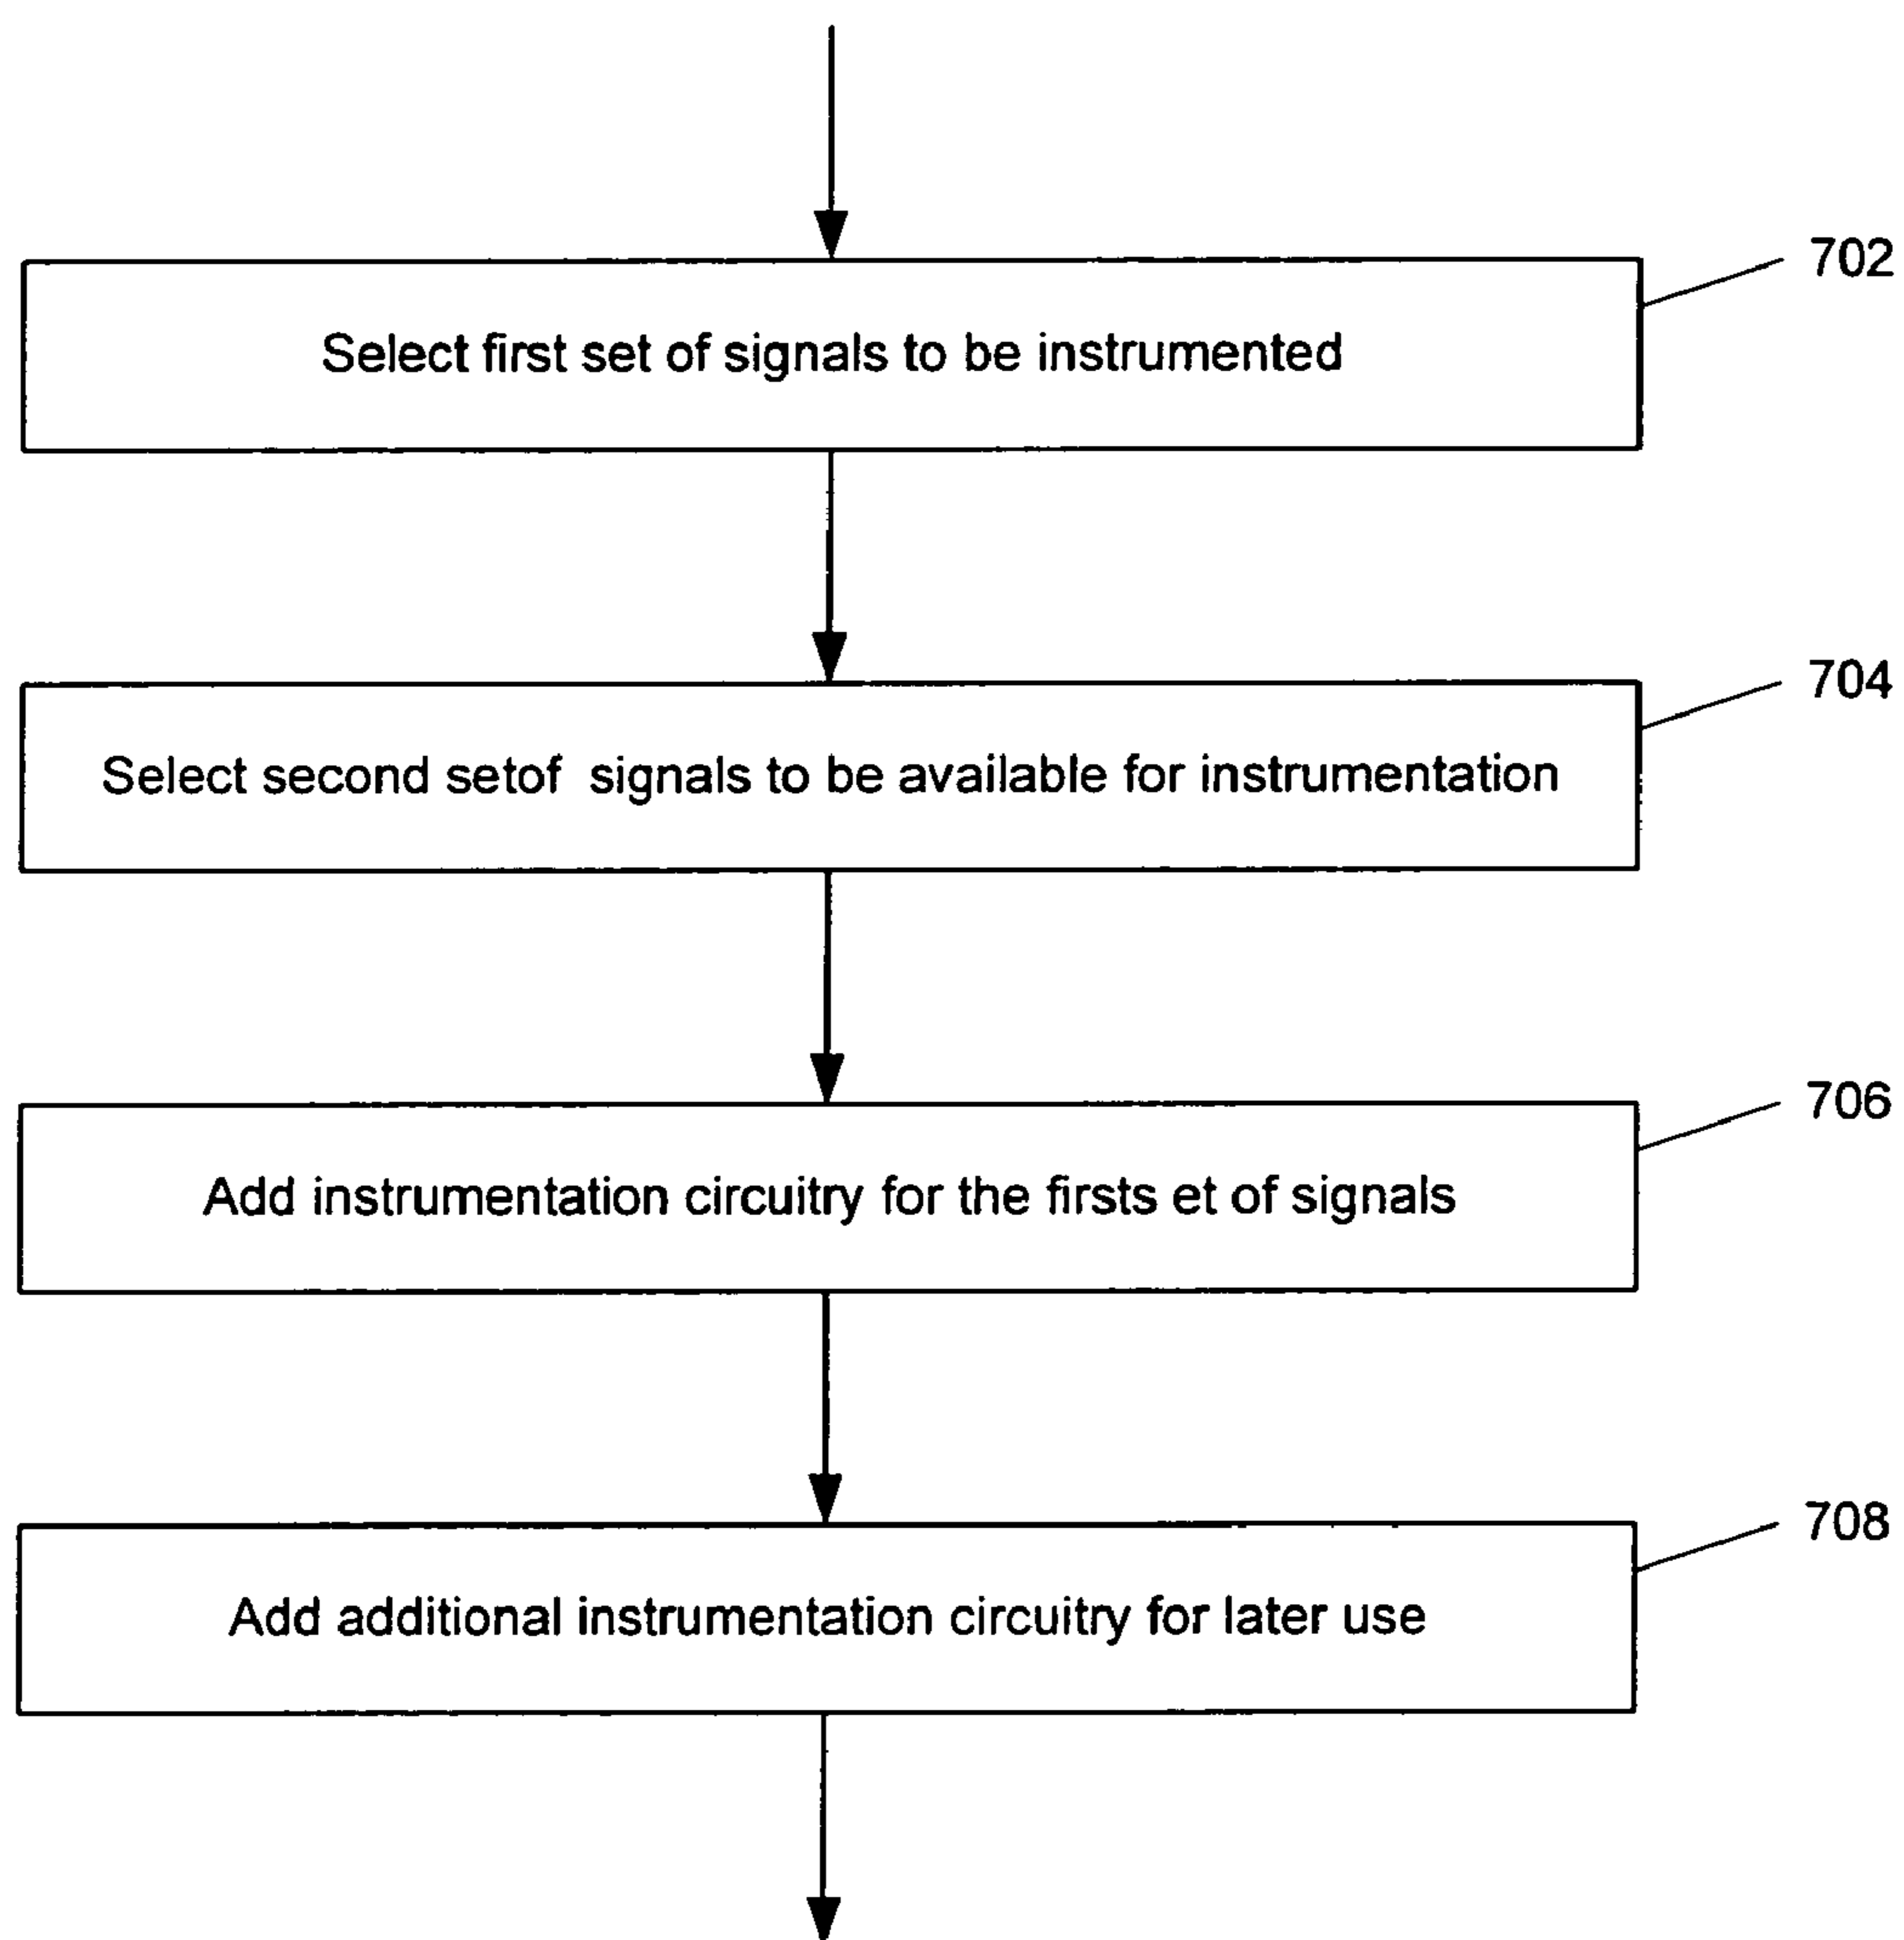 702
Select first set of signals to be instrumented
704
Select second setof signals to be available for instrumentation
706
Add instrumentation circuitry for the firsts et of signals
708
Add additional instrumentation circuitry for later use